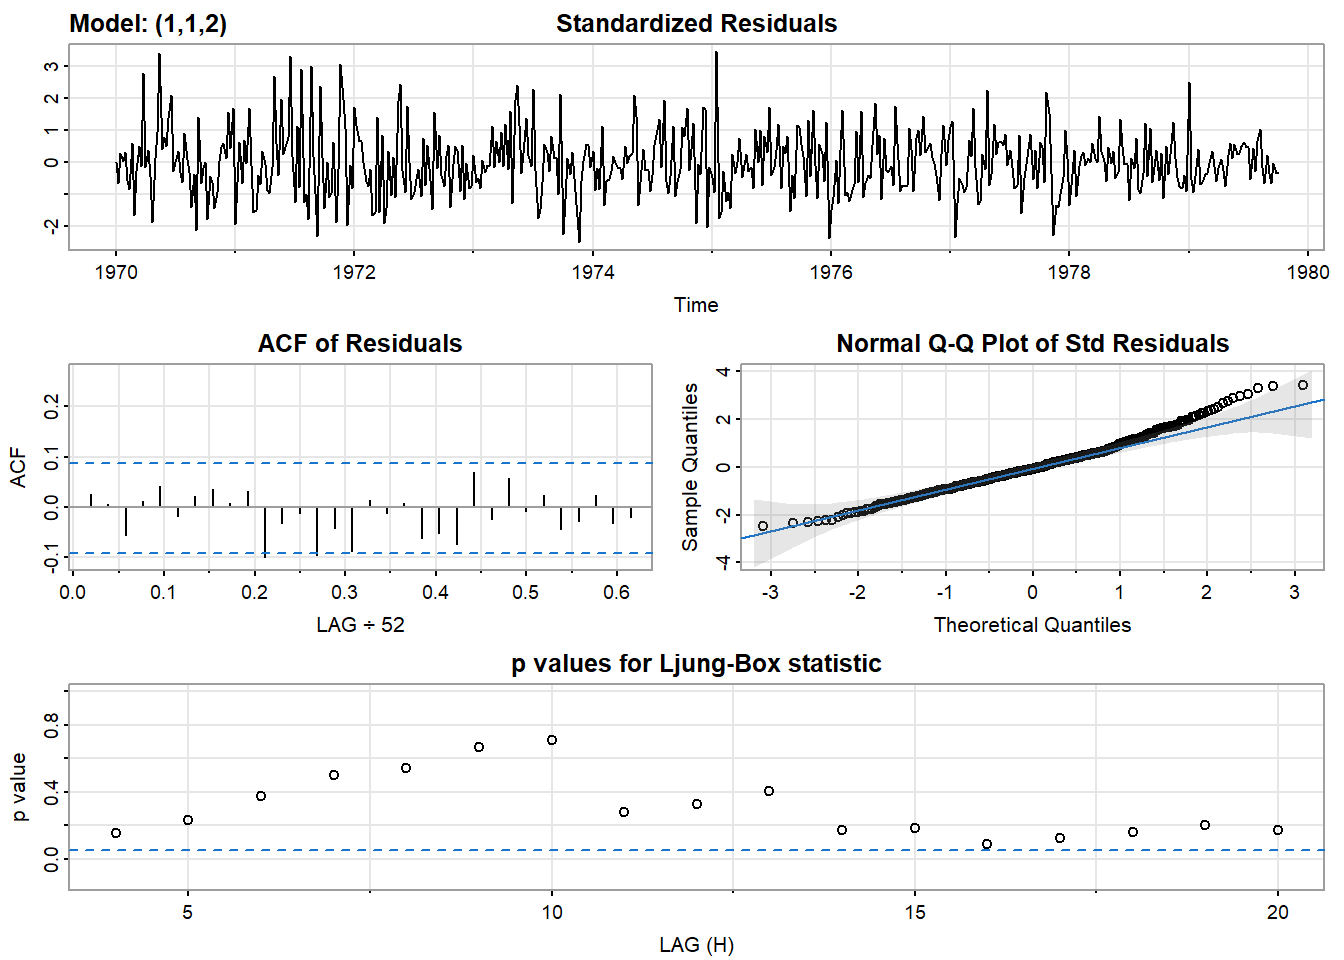 Model: (1,1,2) Standardized Residuals
3
2
1
0
-2
1970 1972 1974 1976 1978 1980
Time
ACF of Residuals
ACF
0.2
0.1
0.0
-0.1
0.0 0.1 0.2 0.3 0.4 0.5 0.6
LAG ÷ 52
Normal Q-Q Plot of Std Residuals
Sample Quantiles
4
2
0
-2
-4
-3 -2 -1 0 1 2 3
Theoretical Quantiles
p values for Ljung-Box statistic
p value
0.8
0.4
0.0
5 10 15 20
LAG (H)